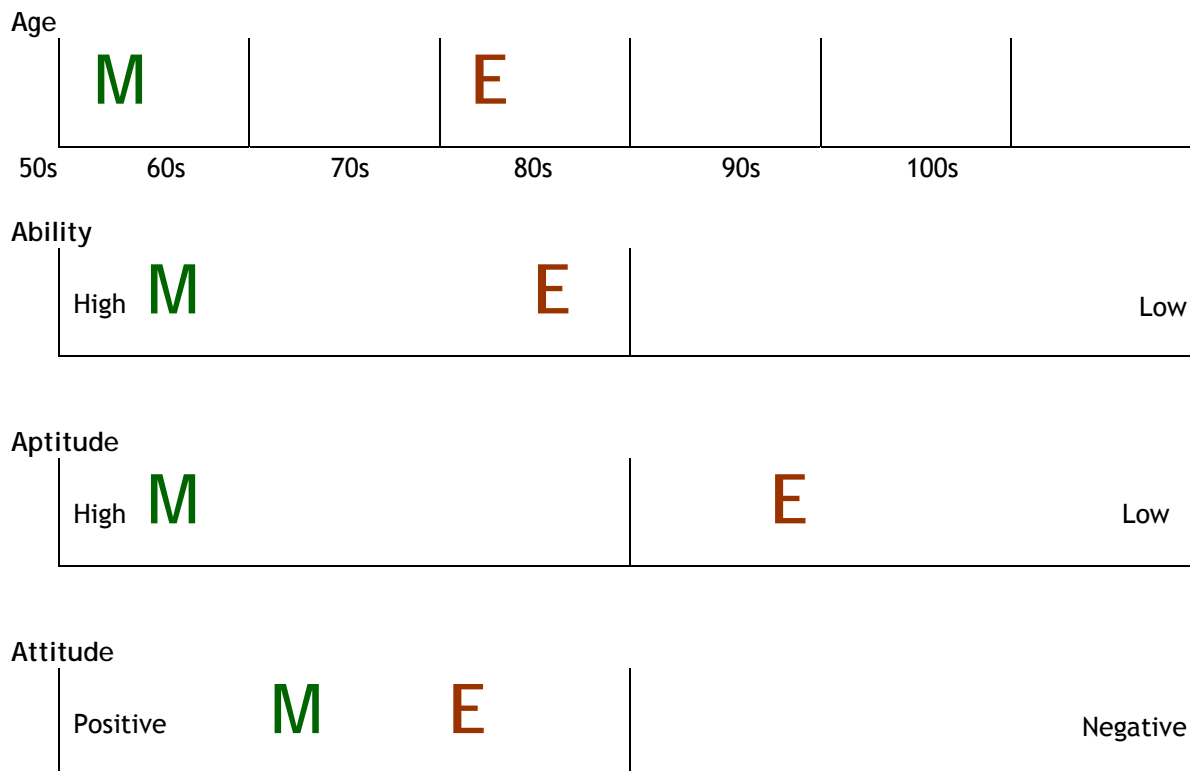 Age
M E
50s 60s 70s 80s 90s 100s
Ability
High M E Low
Aptitude
High M E Low
Attitude
Positive M E Negative